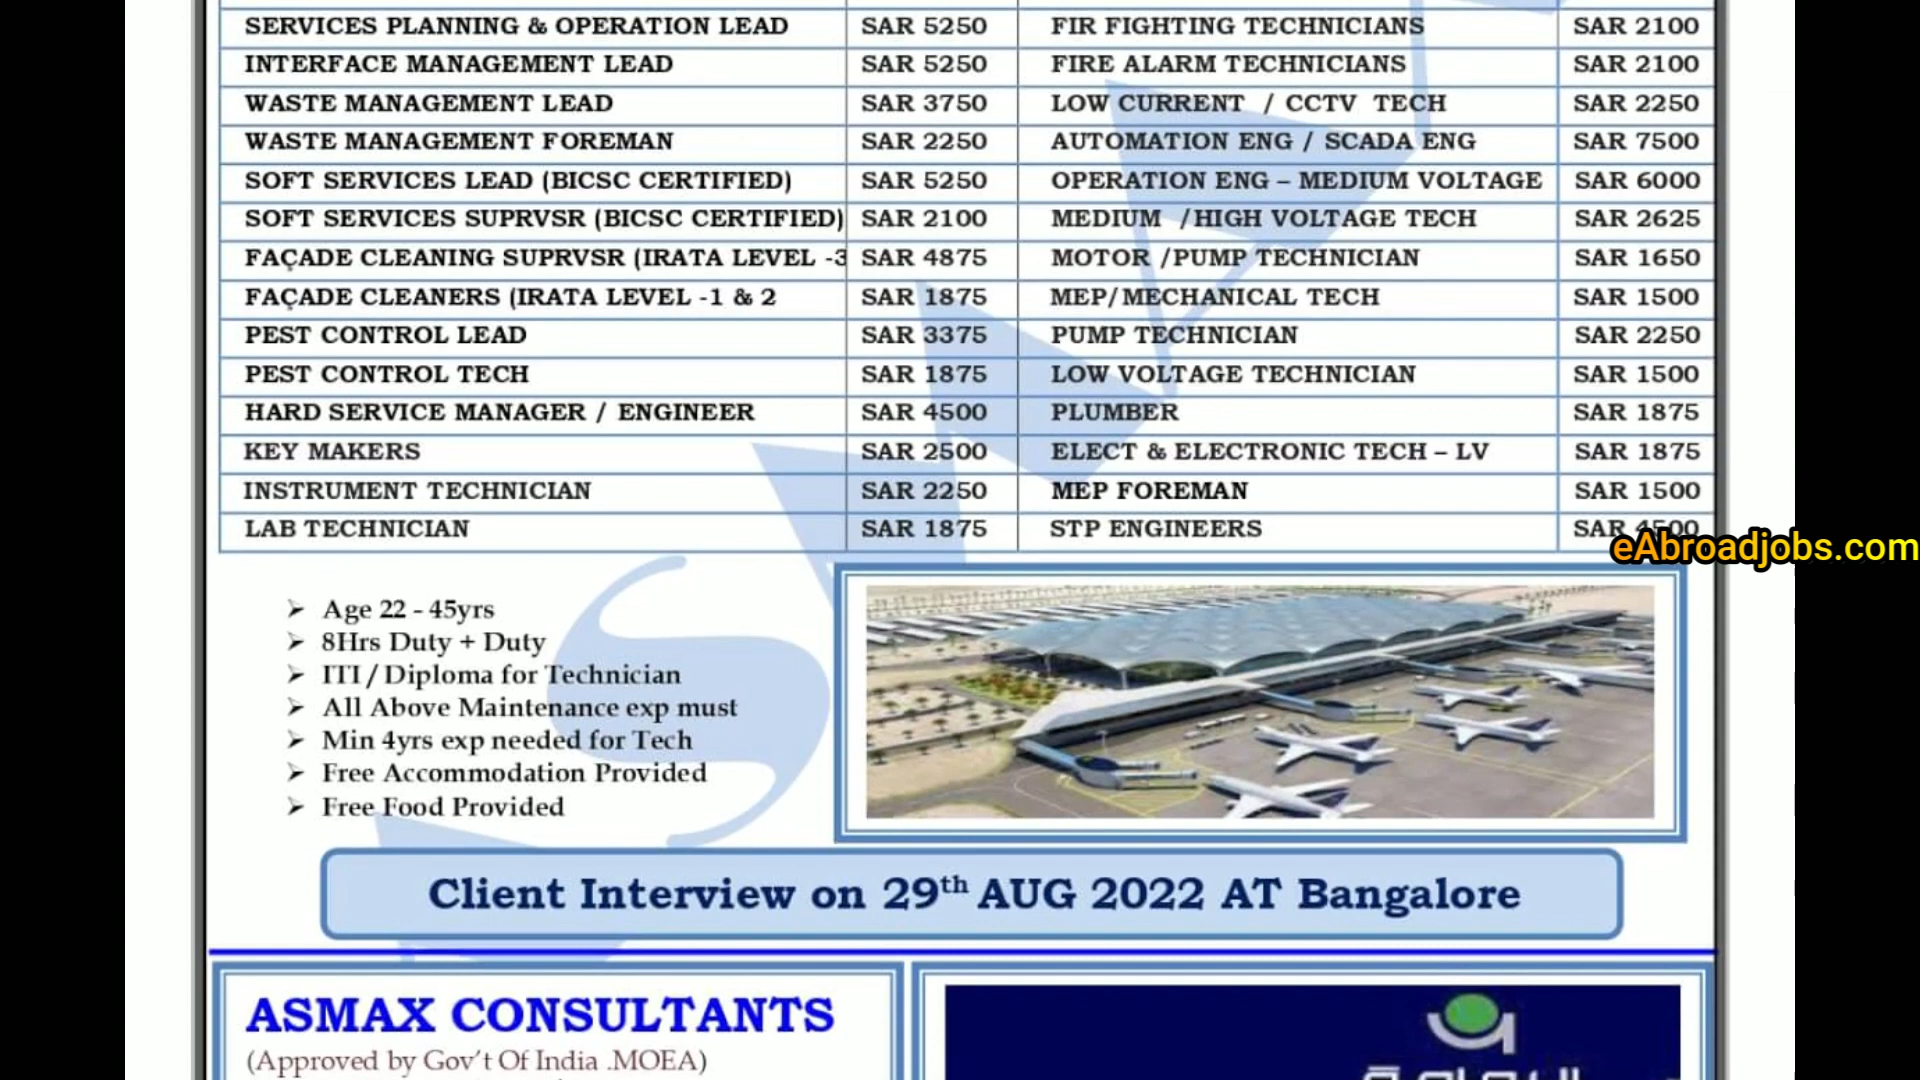 SERVICES PLANNING & OPERATION LEAD SAR 5250 FIR FIGHTING TECHNICIANS SAR 2100
INTERFACE MANAGEMENT LEAD SAR 5250 FIRE ALARM TECHNICIANS SAR 2100
WASTE MANAGEMENT LEAD SAR 3750 LOW CURRENT / CCTV TECH SAR 2250
WASTE MANAGEMENT FOREMAN SAR 2250 AUTOMATION ENG / SCADA ENG SAR 7500
SOFT SERVICES LEAD (BICSC CERTIFIED) SAR 5250 OPERATION ENG – MEDIUM VOLTAGE SAR 6000
SOFT SERVICES SUPRVSR (BICSC CERTIFIED) SAR 2100 MEDIUM /HIGH VOLTAGE TECH SAR 2625
FAÇADE CLEANING SUPRVSR (IRATA LEVEL -3 SAR 4875 MOTOR /PUMP TECHNICIAN SAR 1650
FAÇADE CLEANERS (IRATA LEVEL -1 & 2 SAR 1875 MEP/MECHANICAL TECH SAR 1500
PEST CONTROL LEAD SAR 3375 PUMP TECHNICIAN SAR 2250
PEST CONTROL TECH SAR 1875 LOW VOLTAGE TECHNICIAN SAR 1500
HARD SERVICE MANAGER / ENGINEER SAR 4500 PLUMBER SAR 1875
KEY MAKERS SAR 2500 ELECT & ELECTRONIC TECH – LV SAR 1875
INSTRUMENT TECHNICIAN SAR 2250 MEP FOREMAN SAR 1500
LAB TECHNICIAN SAR 1875 STP ENGINEERS SAR 4500
eAbroadjobs.com
➢ Age 22 - 45yrs
➢ 8Hrs Duty + Duty
➢ ITI / Diploma for Technician
➢ All Above Maintenance exp must
➢ Min 4yrs exp needed for Tech
➢ Free Accommodation Provided
➢ Free Food Provided
Client Interview on 29th AUG 2022 AT Bangalore
ASMAX CONSULTANTS
(Approved by Gov't Of India .MOEA)